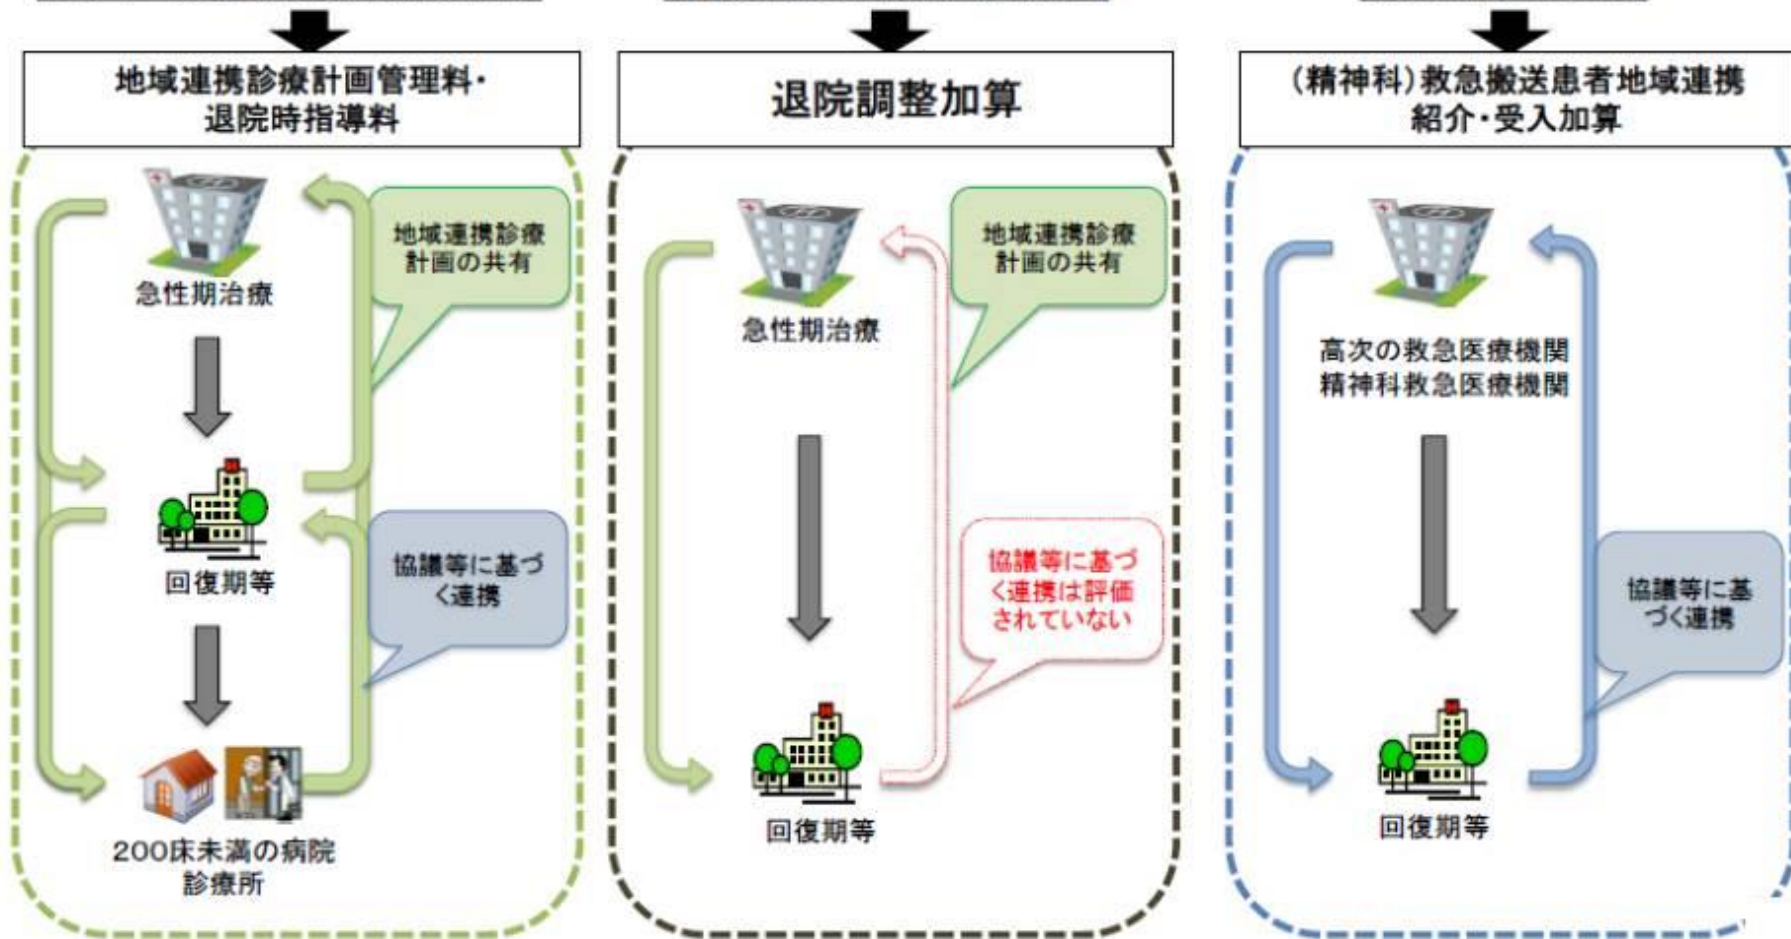 地域連携診療計画管理料・
退院時指導料
急性期治療
地域連携診療
計画の共有
回復期等
協議等に基づ
く連携
200床未満の病院
診療所
退院調整加算
急性期治療
地域連携診療
計画の共有
協議等に基づ
く連携は評価
されていない
回復期等
(精神科)救急搬送患者地域連携
紹介・受入加算
高次の救急医療機関
精神科救急医療機関
協議等に基
づく連携
回復期等